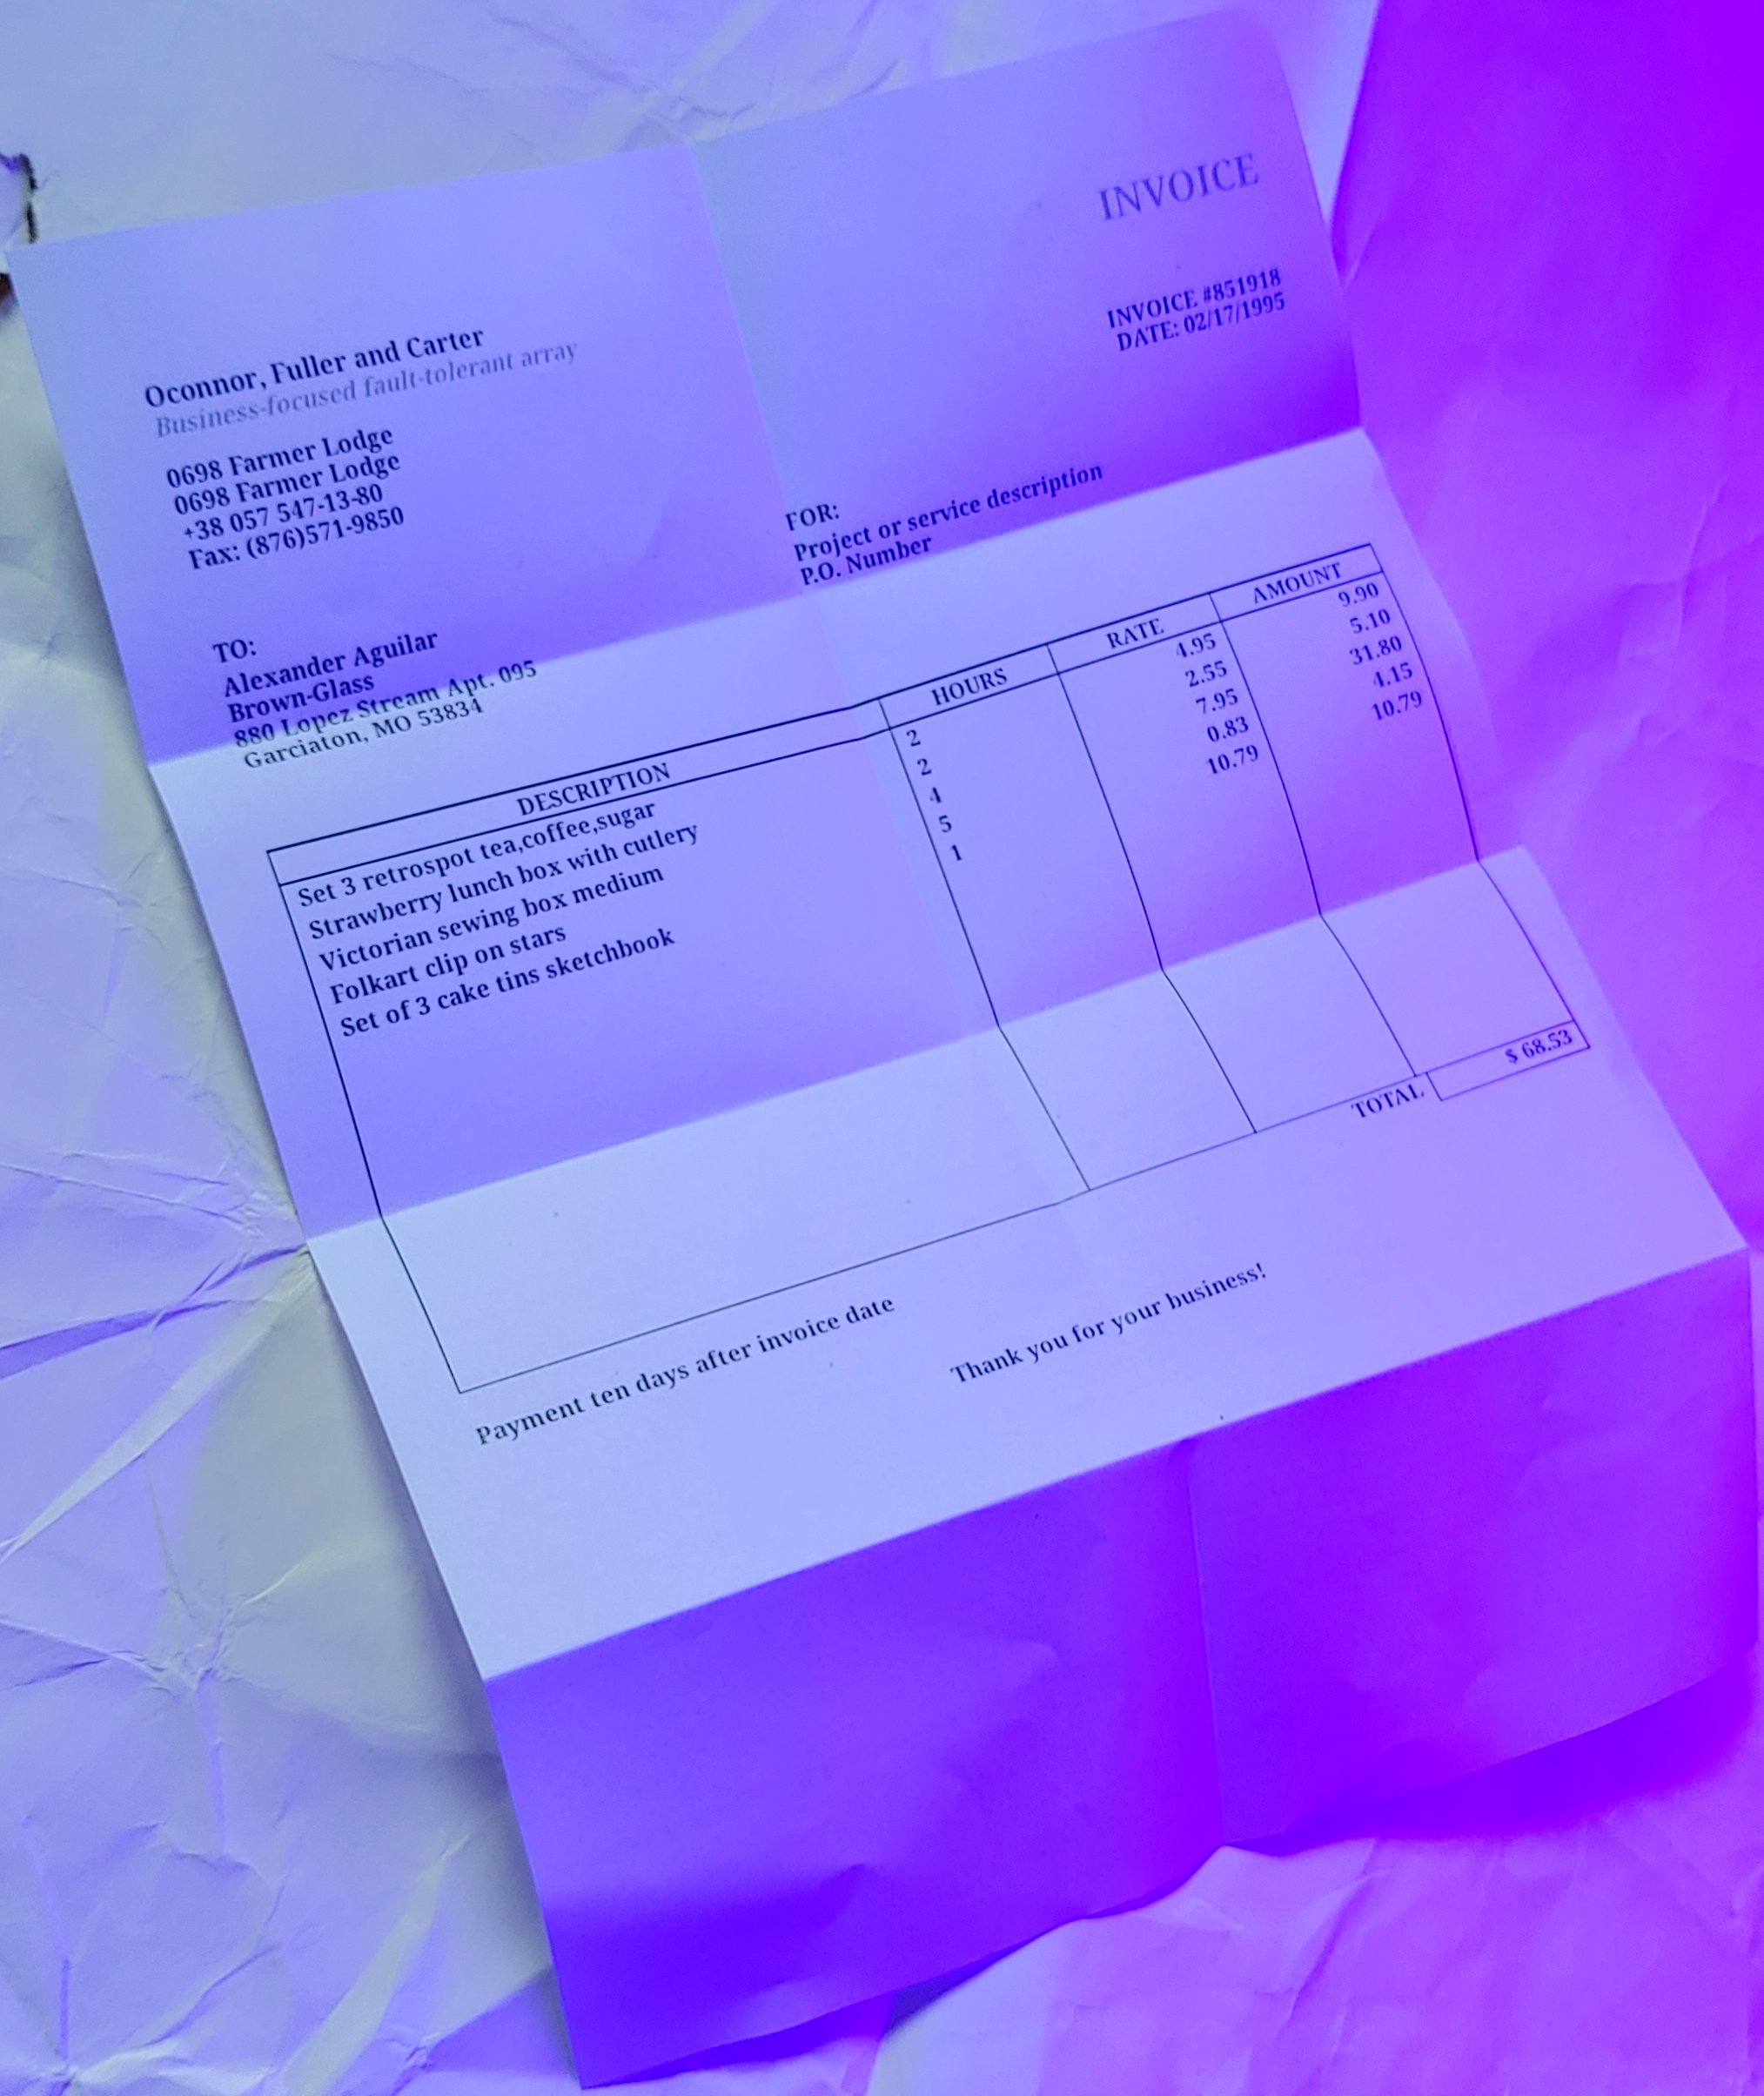 INVOICE
INVOICE #851918
DATE: 02/17/1995
Oconnor, Fuller and Carter
Business-focused fault-tolerant array
0698 Farmer Lodge
0698 Farmer Lodge
+38 057 547-13-80
Fax: (876)571-9850
FOR:
Project or service description
P.O. Number
TO:
Alexander Aguilar
Brown-Glass
880 Lopez Stream Apt. 095
Garciaton, MO 53834
DESCRIPTION HOURS RATE AMOUNT
Set 3 retrospot tea,coffee,sugar 2 4.95 9.90
Strawberry lunch box with cutlery 2 2.55 5.10
Victorian sewing box medium 4 7.95 31.80
Folkart clip on stars 5 0.83 4.15
Set of 3 cake tins sketchbook 1 10.79 10.79
TOTAL $ 68.53
Payment ten days after invoice date
Thank you for your business!